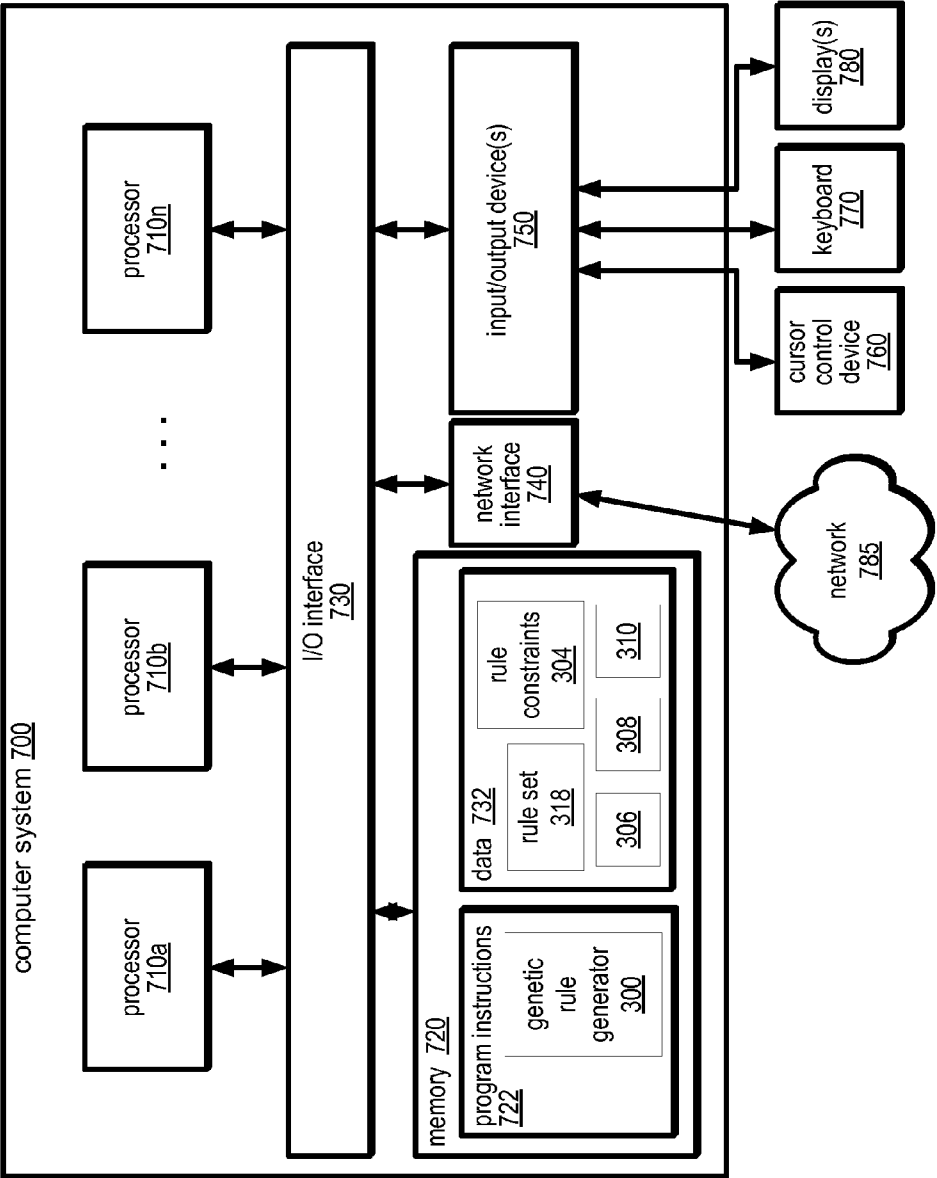 computer system 700
processor
710a
processor
710b
. . .
processor
710n
I/O interface
730
memory 720
program instructions
722
genetic
rule
generator
300
data 732
rule set
318
rule
constraints
304
306
308
310
network
interface
740
input/output device(s)
750
network
785
cursor
control
device
760
keyboard
770
display(s)
780